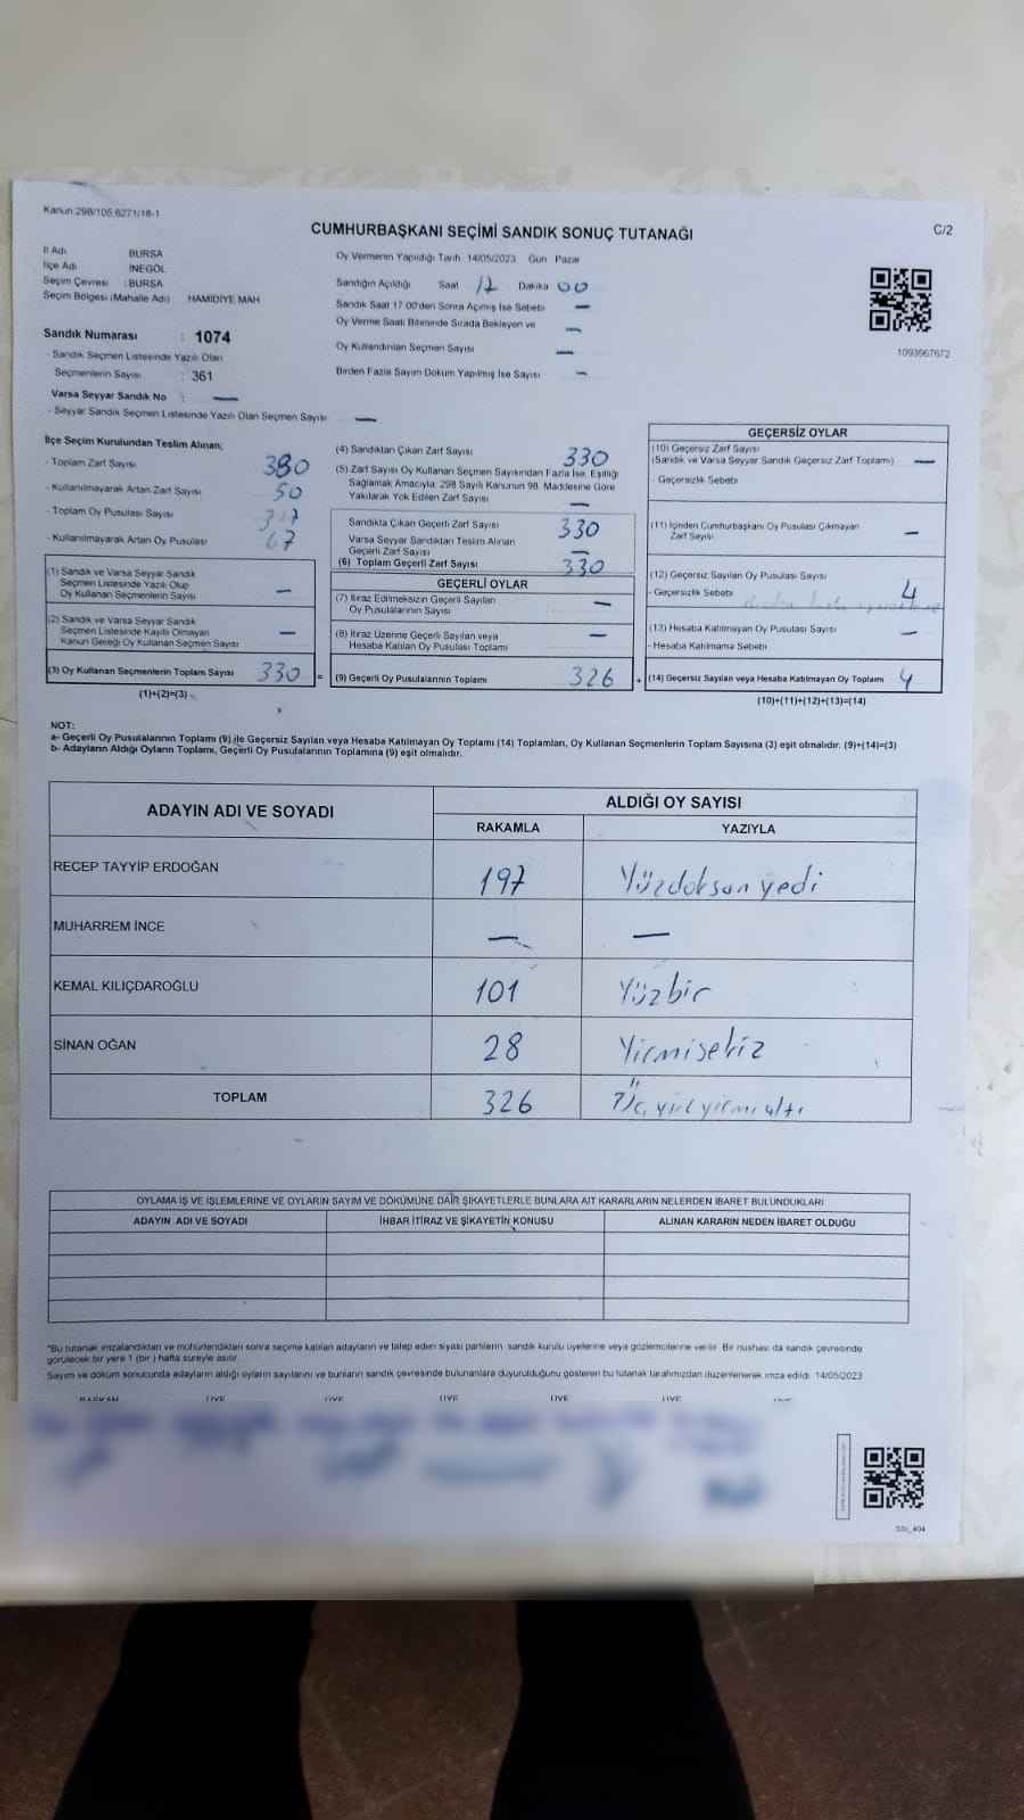 Kanun 298/105 6271/18-1
CUMHURBAŞKANI SEÇİMİ SANDIK SONUÇ TUTANAĞI
C/2
İl Adı BURSA
İlçe Adı İNEGÖL
Seçim Çevresi : BURSA
Seçim Bölgesi (Mahalle Adı) HAMİDİYE MAH
Sandık Numarası : 1074
- Sandık Seçmen Listesinde Yazılı Olan
Seçmenlerin Sayısı : 361
Varsa Seyyar Sandık No : —
- Seyyar Sandık Seçmen Listesinde Yazılı Olan Seçmen Sayısı —
Oy Vermenin Yapıldığı Tarih 14/05/2023 Gün Pazar
Sandığın Açıldığı Saat 17 Dakika 00
Sandık Saat 17.00'den Sonra Açılmış İse Sebebi —
Oy Verme Saati Bitiminde Sırada Bekleyen ve —
Oy Kullandırılan Seçmen Sayısı —
Birden Fazla Sayım Döküm Yapılmış İse Sayısı —
1093967672
İlçe Seçim Kurulundan Teslim Alınan;
- Toplam Zarf Sayısı 380
- Kullanılmayarak Artan Zarf Sayısı 50
- Toplam Oy Pusulası Sayısı
- Kullanılmayarak Artan Oy Pusulası 67
(1) Sandık ve Varsa Seyyar Sandık
Seçmen Listesinde Yazılı Olup
Oy Kullanan Seçmenlerin Sayısı —
(2) Sandık ve Varsa Seyyar Sandık
Seçmen Listesinde Kayıtlı Olmayan
Kanun Gereği Oy Kullanan Seçmen Sayısı —
(3) Oy Kullanan Seçmenlerin Toplam Sayısı 330 =
(1)+(2)=(3)
(4) Sandıktan Çıkan Zarf Sayısı 330
(5) Zarf Sayısı Oy Kullanan Seçmen Sayısından Fazla İse, Eşitliği
Sağlamak Amacıyla; 298 Sayılı Kanunun 98. Maddesine Göre
Yakılarak Yok Edilen Zarf Sayısı —
Sandıkta Çıkan Geçerli Zarf Sayısı 330
Varsa Seyyar Sandıktan Teslim Alınan
Geçerli Zarf Sayısı —
(6) Toplam Geçerli Zarf Sayısı 330
GEÇERLİ OYLAR
(7) İtiraz Edilmeksizin Geçerli Sayılan
Oy Pusulalarının Sayısı —
(8) İtiraz Üzerine Geçerli Sayılan veya
Hesaba Katılan Oy Pusulası Toplamı —
(9) Geçerli Oy Pusulalarının Toplamı 326 +
GEÇERSİZ OYLAR
(10) Geçersiz Zarf Sayısı
(Sandık ve Varsa Seyyar Sandık Geçersiz Zarf Toplamı) —
- Geçersizlik Sebebi
(11) İçinden Cumhurbaşkanı Oy Pusulası Çıkmayan
Zarf Sayısı —
(12) Geçersiz Sayılan Oy Pusulası Sayısı 4
- Geçersizlik Sebebi
(13) Hesaba Katılmayan Oy Pusulası Sayısı —
- Hesaba Katılmama Sebebi
(14) Geçersiz Sayılan veya Hesaba Katılmayan Oy Toplamı 4
(10)+(11)+(12)+(13)=(14)
NOT:
a- Geçerli Oy Pusulalarının Toplamı (9) ile Geçersiz Sayılan veya Hesaba Katılmayan Oy Toplamı (14) Toplamları, Oy Kullanan Seçmenlerin Toplam Sayısına (3) eşit olmalıdır. (9)+(14)=(3)
b- Adayların Aldığı Oyların Toplamı, Geçerli Oy Pusulalarının Toplamına (9) eşit olmalıdır.
ADAYIN ADI VE SOYADI
ALDIĞI OY SAYISI
RAKAMLA YAZIYLA
RECEP TAYYİP ERDOĞAN 197 Yüzdoksan yedi
MUHARREM İNCE — —
KEMAL KILIÇDAROĞLU 101 Yüzbir
SİNAN OĞAN 28 Yirmisekiz
TOPLAM 326 Üç yüz yirmi altı
OYLAMA İŞ VE İŞLEMLERİNE VE OYLARIN SAYIM VE DÖKÜMÜNE DAİR ŞİKAYETLERLE BUNLARA AİT KARARLARIN NELERDEN İBARET BULUNDUKLARI
ADAYIN ADI VE SOYADI İHBAR İTİRAZ VE ŞİKAYETİN KONUSU ALINAN KARARIN NEDEN İBARET OLDUĞU
*Bu tutanak imzalandıktan ve mühürlendikten sonra seçime katılan adayların ve talep eden siyasi partilerin sandık kurulu üyelerine veya gözlemcilerine verilir. Bir nüshası da sandık çevresinde
görülecek bir yere 1 (bir) hafta süreyle asılır.
Sayım ve döküm sonucunda adayların aldığı oyların sayılarını ve bunların sandık çevresinde bulunanlara duyurulduğunu gösteren bu tutanak tarafımızdan düzenlenerek imza edildi. 14/05/2023
BAŞKAN ÜYE ÜYE ÜYE ÜYE ÜYE